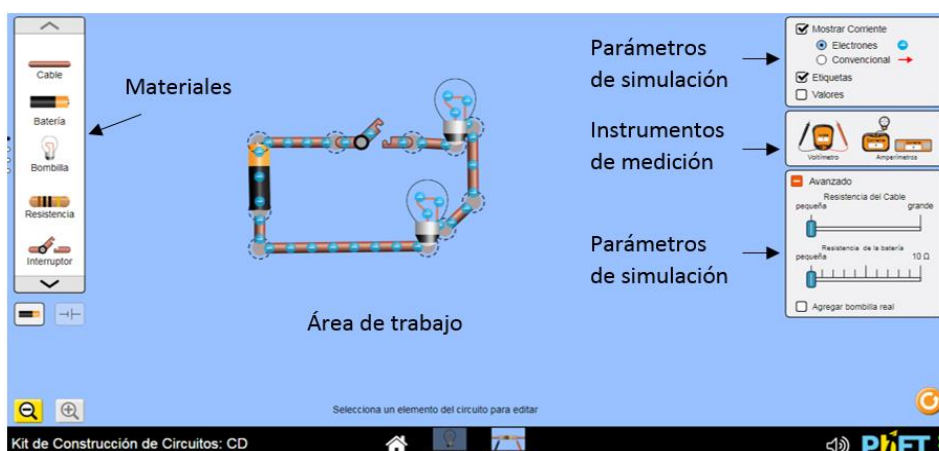 Cable
Batería
Bombilla
Resistencia
Interruptor
Materiales
Área de trabajo
Selecciona un elemento del circuito para editar
Parámetros
de simulación
Instrumentos
de medición
Parámetros
de simulación
Mostrar Corriente
Electrones
Convencional
Etiquetas
Valores
Voltímetro
Amperímetros
Avanzado
Resistencia del Cable
pequeña
grande
Resistencia de la batería
pequeña
10 Ω
Agregar bombilla real
Kit de Construcción de Circuitos: CD
PhET